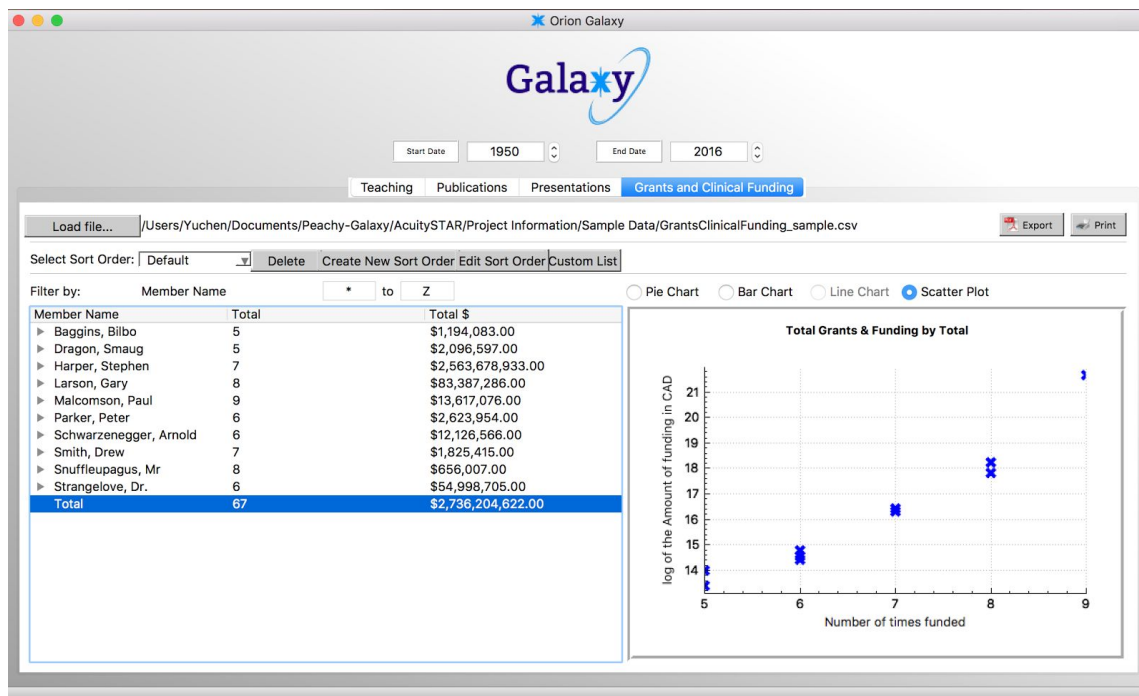 Orion Galaxy
Galaxy
Start Date 1950 End Date 2016
Teaching Publications Presentations Grants and Clinical Funding
Load file... /Users/Yuchen/Documents/Peachy-Galaxy/AcuitySTAR/Project Information/Sample Data/GrantsClinicalFunding_sample.csv Export Print
Select Sort Order: Default Delete Create New Sort Order Edit Sort Order Custom List
Filter by: Member Name * to Z
Pie Chart Bar Chart Line Chart Scatter Plot
Member Name Total Total $
Baggins, Bilbo 5 $1,194,083.00
Dragon, Smaug 5 $2,096,597.00
Harper, Stephen 7 $2,563,678,933.00
Larson, Gary 8 $83,387,286.00
Malcomson, Paul 9 $13,617,076.00
Parker, Peter 6 $2,623,954.00
Schwarzenegger, Arnold 6 $12,126,566.00
Smith, Drew 7 $1,825,415.00
Snuffleupagus, Mr 8 $656,007.00
Strangelove, Dr. 6 $54,998,705.00
Total 67 $2,736,204,622.00
Total Grants & Funding by Total
log of the Amount of funding in CAD
21
20
19
18
17
16
15
14
5 6 7 8 9
Number of times funded